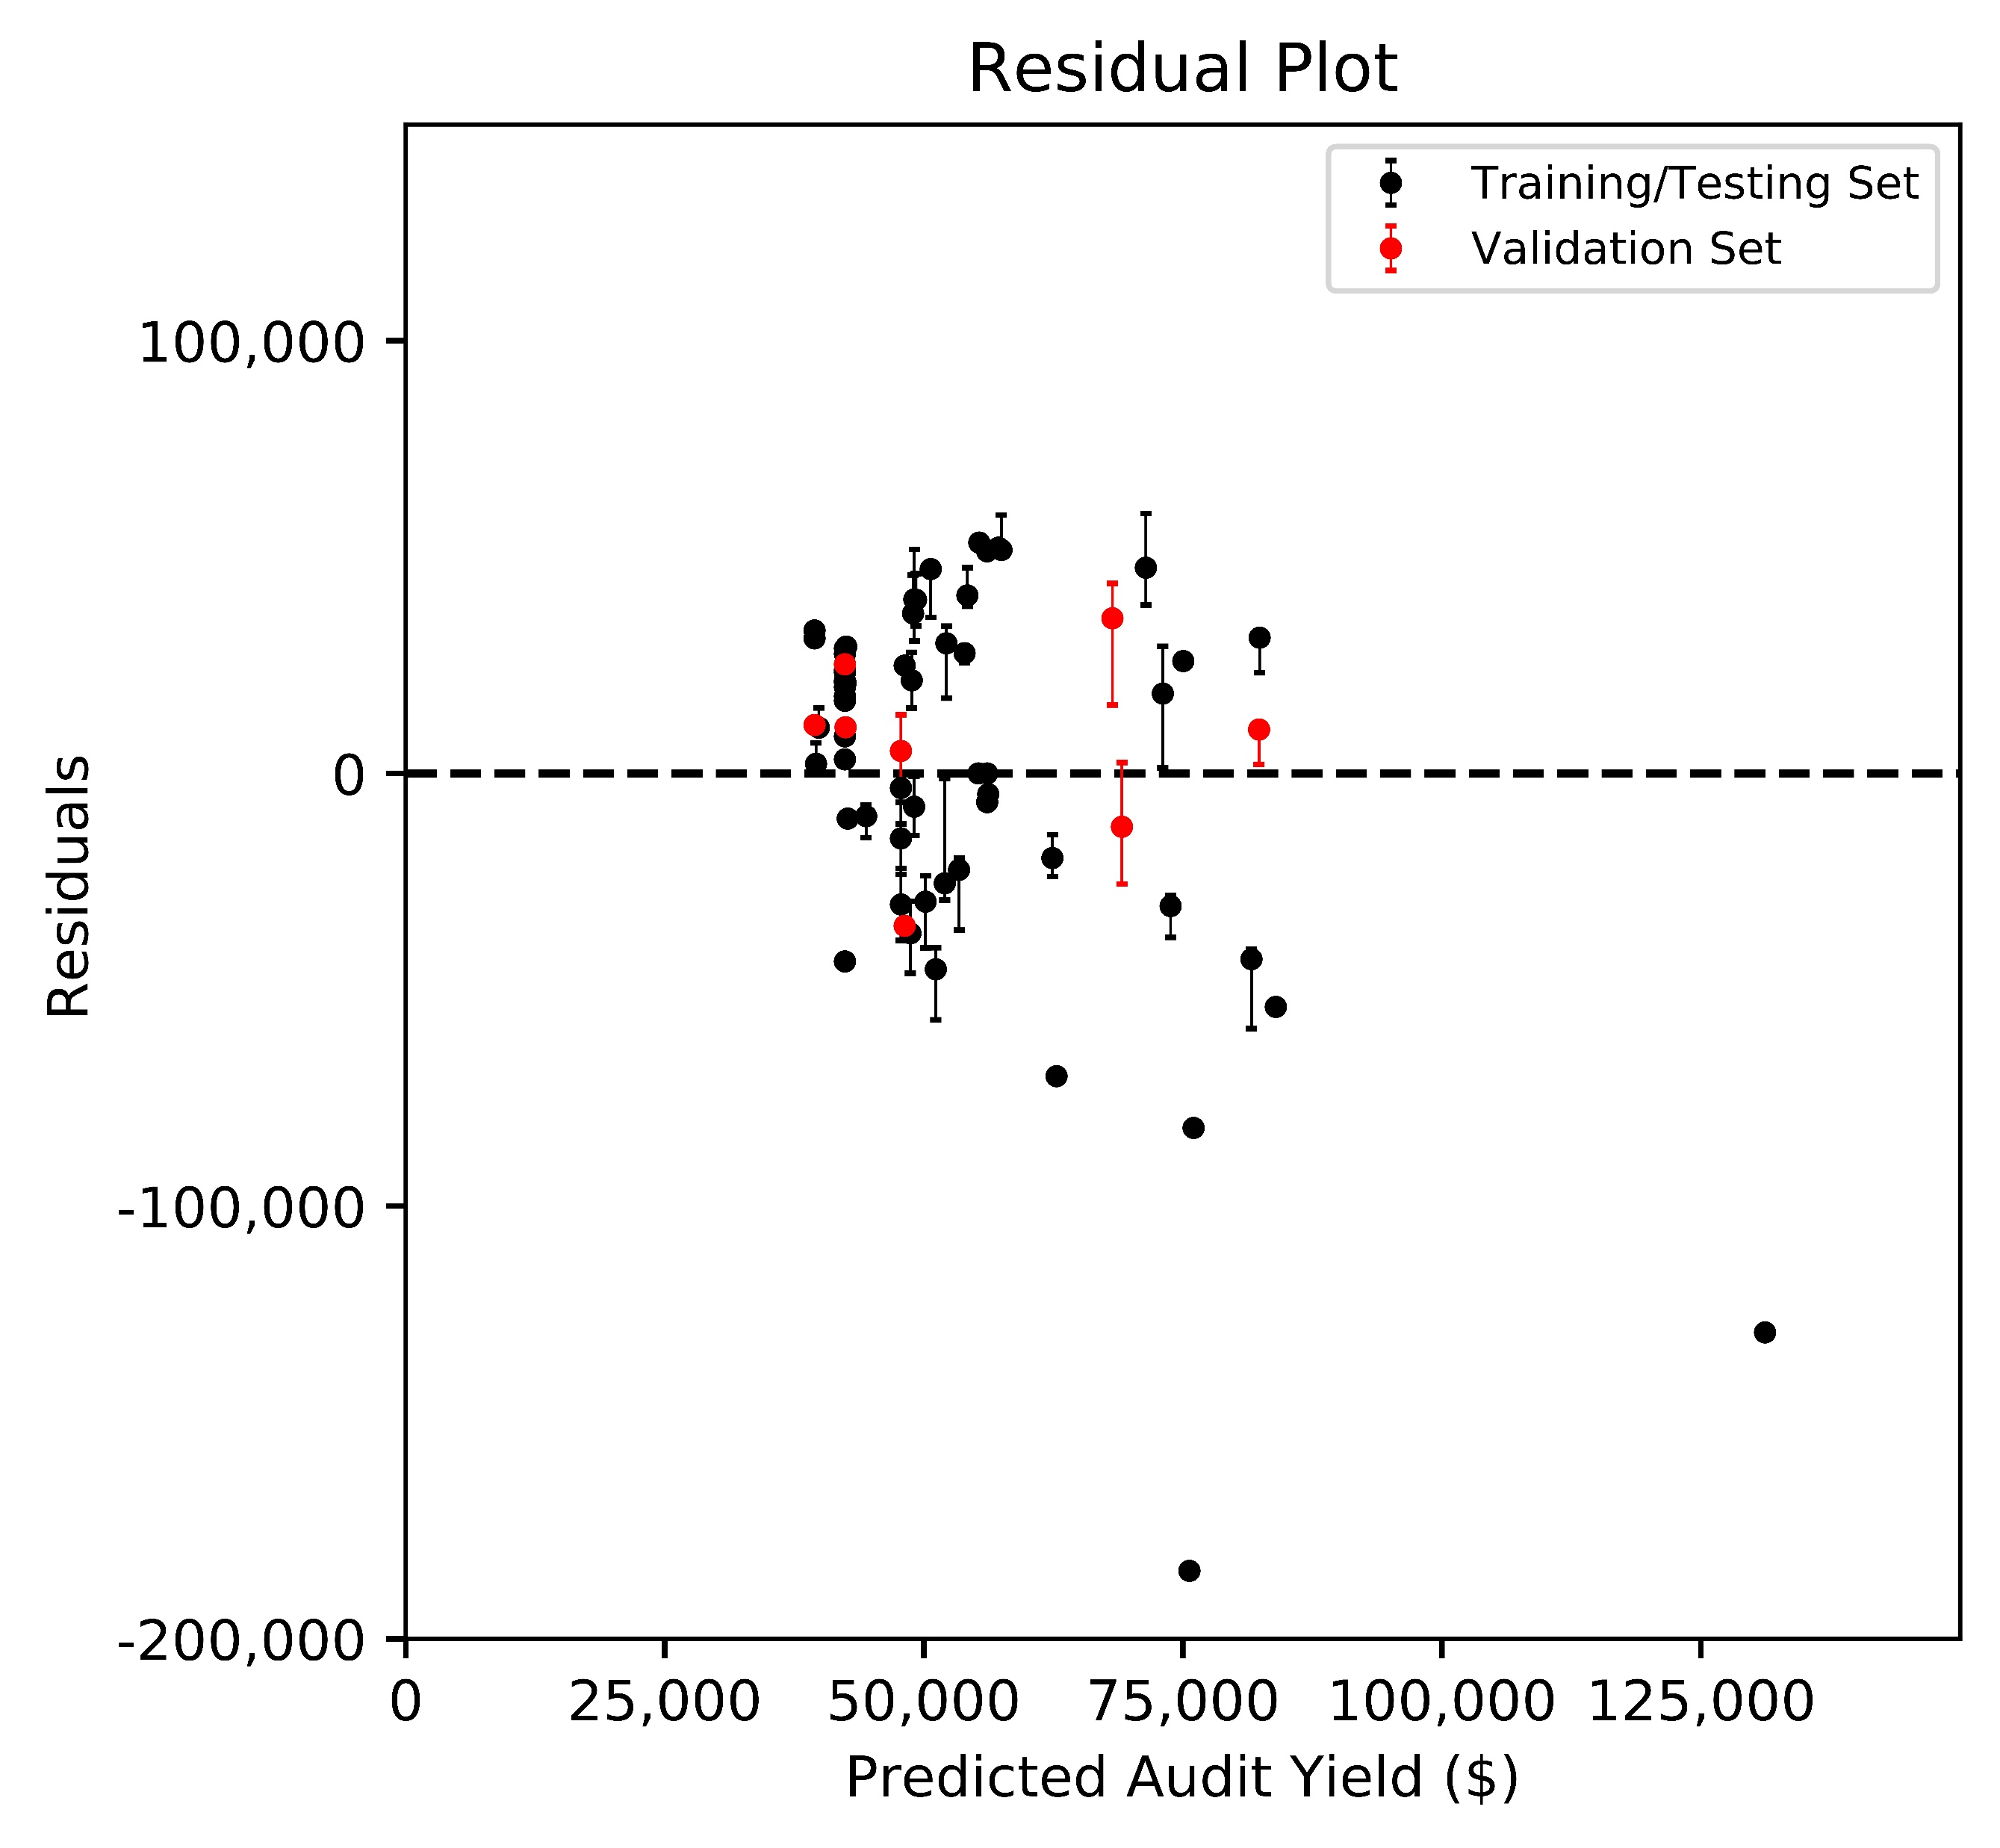 Residual Plot
Training/Testing Set
Validation Set
100,000
0
-100,000
-200,000
Residuals
0 25,000 50,000 75,000 100,000 125,000
Predicted Audit Yield ($)